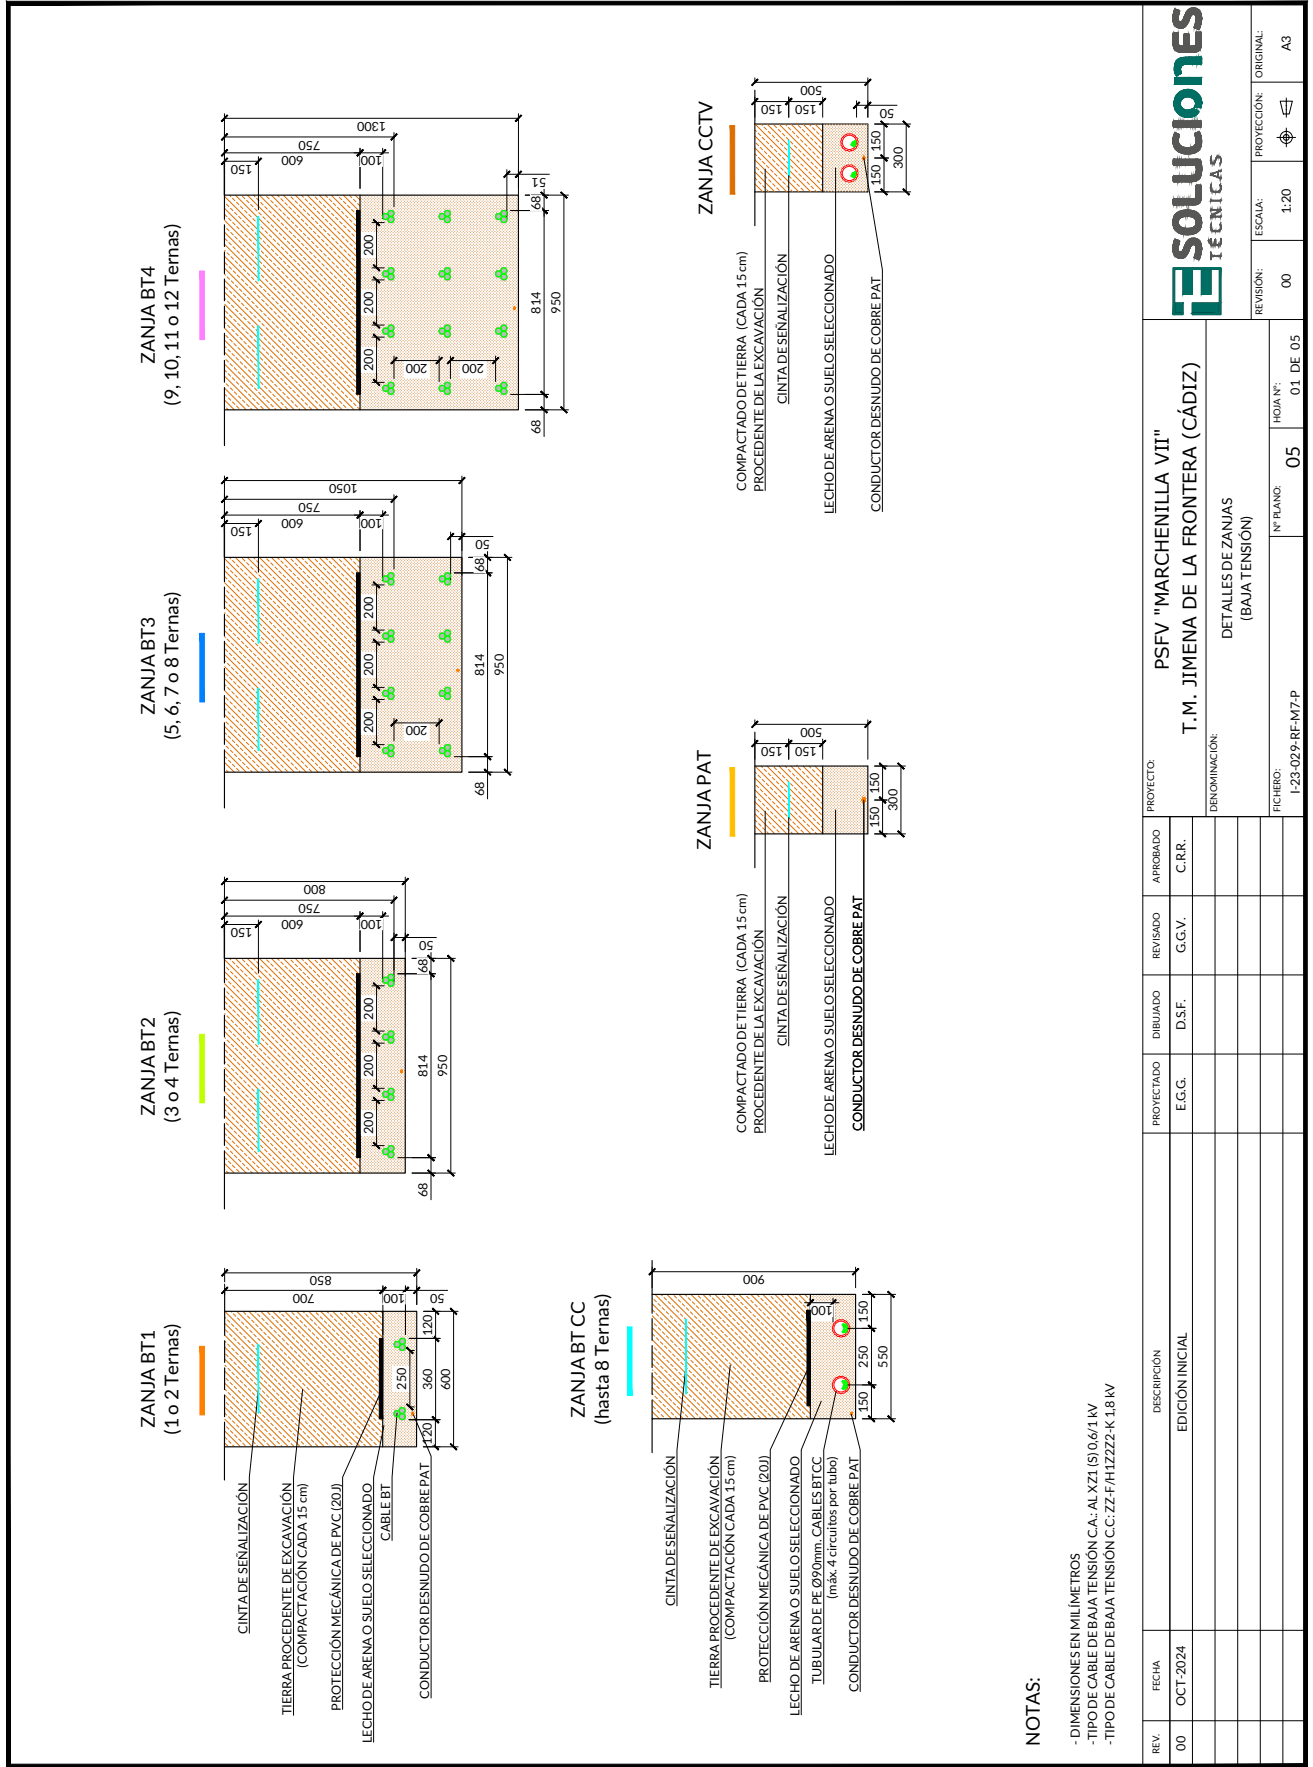 ZANJA BT1
(1 o 2 Ternas)
CINTA DE SEÑALIZACIÓN
TIERRA PROCEDENTE DE EXCAVACIÓN
(COMPACTACIÓN CADA 15 cm)
PROTECCIÓN MECÁNICA DE PVC (20J)
LECHO DE ARENA O SUELO SELECCIONADO
CABLE BT
CONDUCTOR DESNUDO DE COBRE PAT
700
850
100
50
120
250
120
360
600
ZANJA BT2
(3 o 4 Ternas)
150
600
750
800
100
50
200
200
200
68
814
68
950
ZANJA BT3
(5, 6, 7 o 8 Ternas)
150
600
750
1050
100
50
200
200
200
200
68
814
68
950
ZANJA BT4
(9, 10, 11 o 12 Ternas)
150
600
750
1300
100
51
200
200
200
200
200
68
814
68
950
ZANJA BT CC
(hasta 8 Ternas)
CINTA DE SEÑALIZACIÓN
TIERRA PROCEDENTE DE EXCAVACIÓN
(COMPACTACIÓN CADA 15 cm)
PROTECCIÓN MECÁNICA DE PVC (20J)
LECHO DE ARENA O SUELO SELECCIONADO
TUBULAR DE PE Ø90mm. CABLES BT CC
(máx. 4 circuitos por tubo)
CONDUCTOR DESNUDO DE COBRE PAT
900
100
150
250
150
550
ZANJA PAT
COMPACTADO DE TIERRA (CADA 15 cm)
PROCEDENTE DE LA EXCAVACIÓN
CINTA DE SEÑALIZACIÓN
LECHO DE ARENA O SUELO SELECCIONADO
CONDUCTOR DESNUDO DE COBRE PAT
150
150
500
150
150
300
ZANJA CCTV
COMPACTADO DE TIERRA (CADA 15 cm)
PROCEDENTE DE LA EXCAVACIÓN
CINTA DE SEÑALIZACIÓN
LECHO DE ARENA O SUELO SELECCIONADO
CONDUCTOR DESNUDO DE COBRE PAT
150
150
500
50
150
150
300
NOTAS:
- DIMENSIONES EN MILÍMETROS
- TIPO DE CABLE DE BAJA TENSIÓN C.A.: AL XZ1 (S) 0,6/1 kV
- TIPO DE CABLE DE BAJA TENSIÓN C.C: ZZ-F/H1Z2Z2-K 1,8 kV
REV.
FECHA
DESCRIPCIÓN
PROYECTADO
DIBUJADO
REVISADO
APROBADO
00
OCT-2024
EDICIÓN INICIAL
E.G.G.
D.S.F.
G.G.V.
C.R.R.
PROYECTO:
PSFV "MARCHENILLA VII"
T.M. JIMENA DE LA FRONTERA (CÁDIZ)
DENOMINACIÓN:
DETALLES DE ZANJAS
(BAJA TENSIÓN)
FICHERO:
I-23-029-RF-M7-P
Nº PLANO:
05
HOJA Nº:
01 DE 05
SOLUCIONES
TÉCNICAS
REVISIÓN:
00
ESCALA:
1:20
PROYECCIÓN:
ORIGINAL:
A3